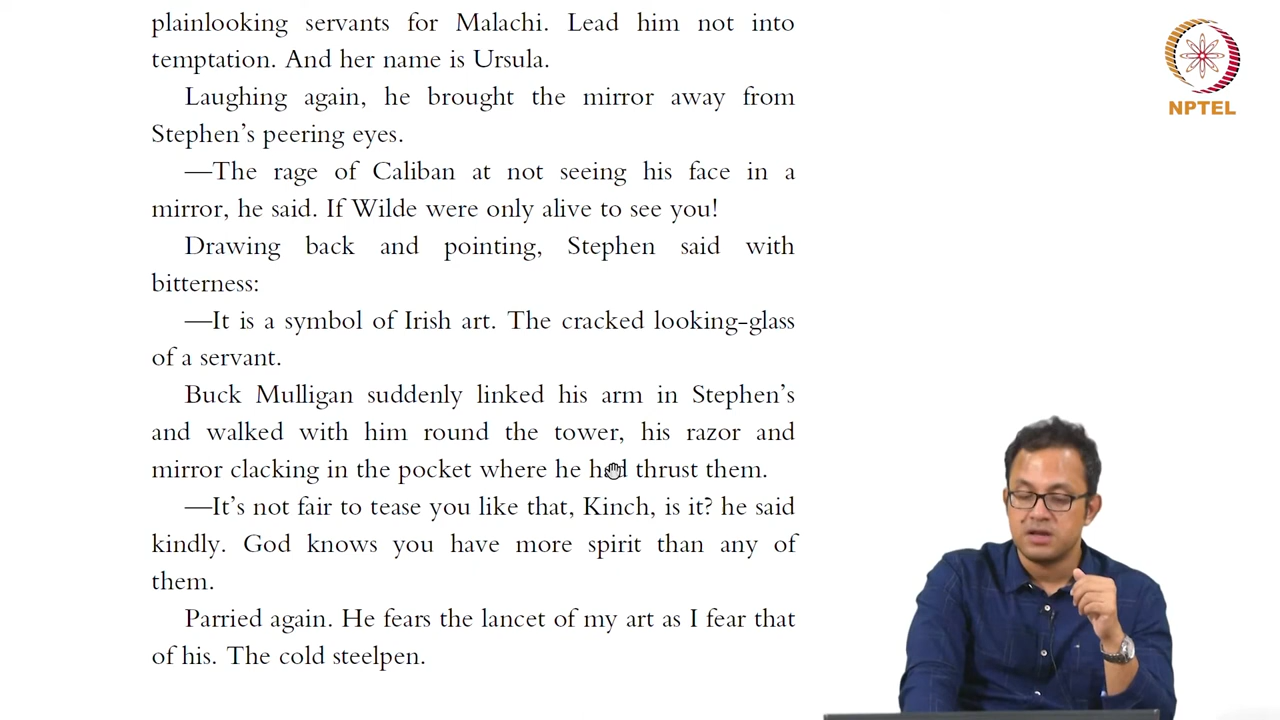 plainlooking servants for Malachi. Lead him not into
temptation. And her name is Ursula.
Laughing again, he brought the mirror away from
Stephen's peering eyes.
—The rage of Caliban at not seeing his face in a
mirror, he said. If Wilde were only alive to see you!
Drawing back and pointing, Stephen said with
bitterness:
—It is a symbol of Irish art. The cracked looking-glass
of a servant.
Buck Mulligan suddenly linked his arm in Stephen's
and walked with him round the tower, his razor and
mirror clacking in the pocket where he had thrust them.
—It's not fair to tease you like that, Kinch, is it? he said
kindly. God knows you have more spirit than any of
them.
Parried again. He fears the lancet of my art as I fear that
of his. The cold steelpen.
NPTEL